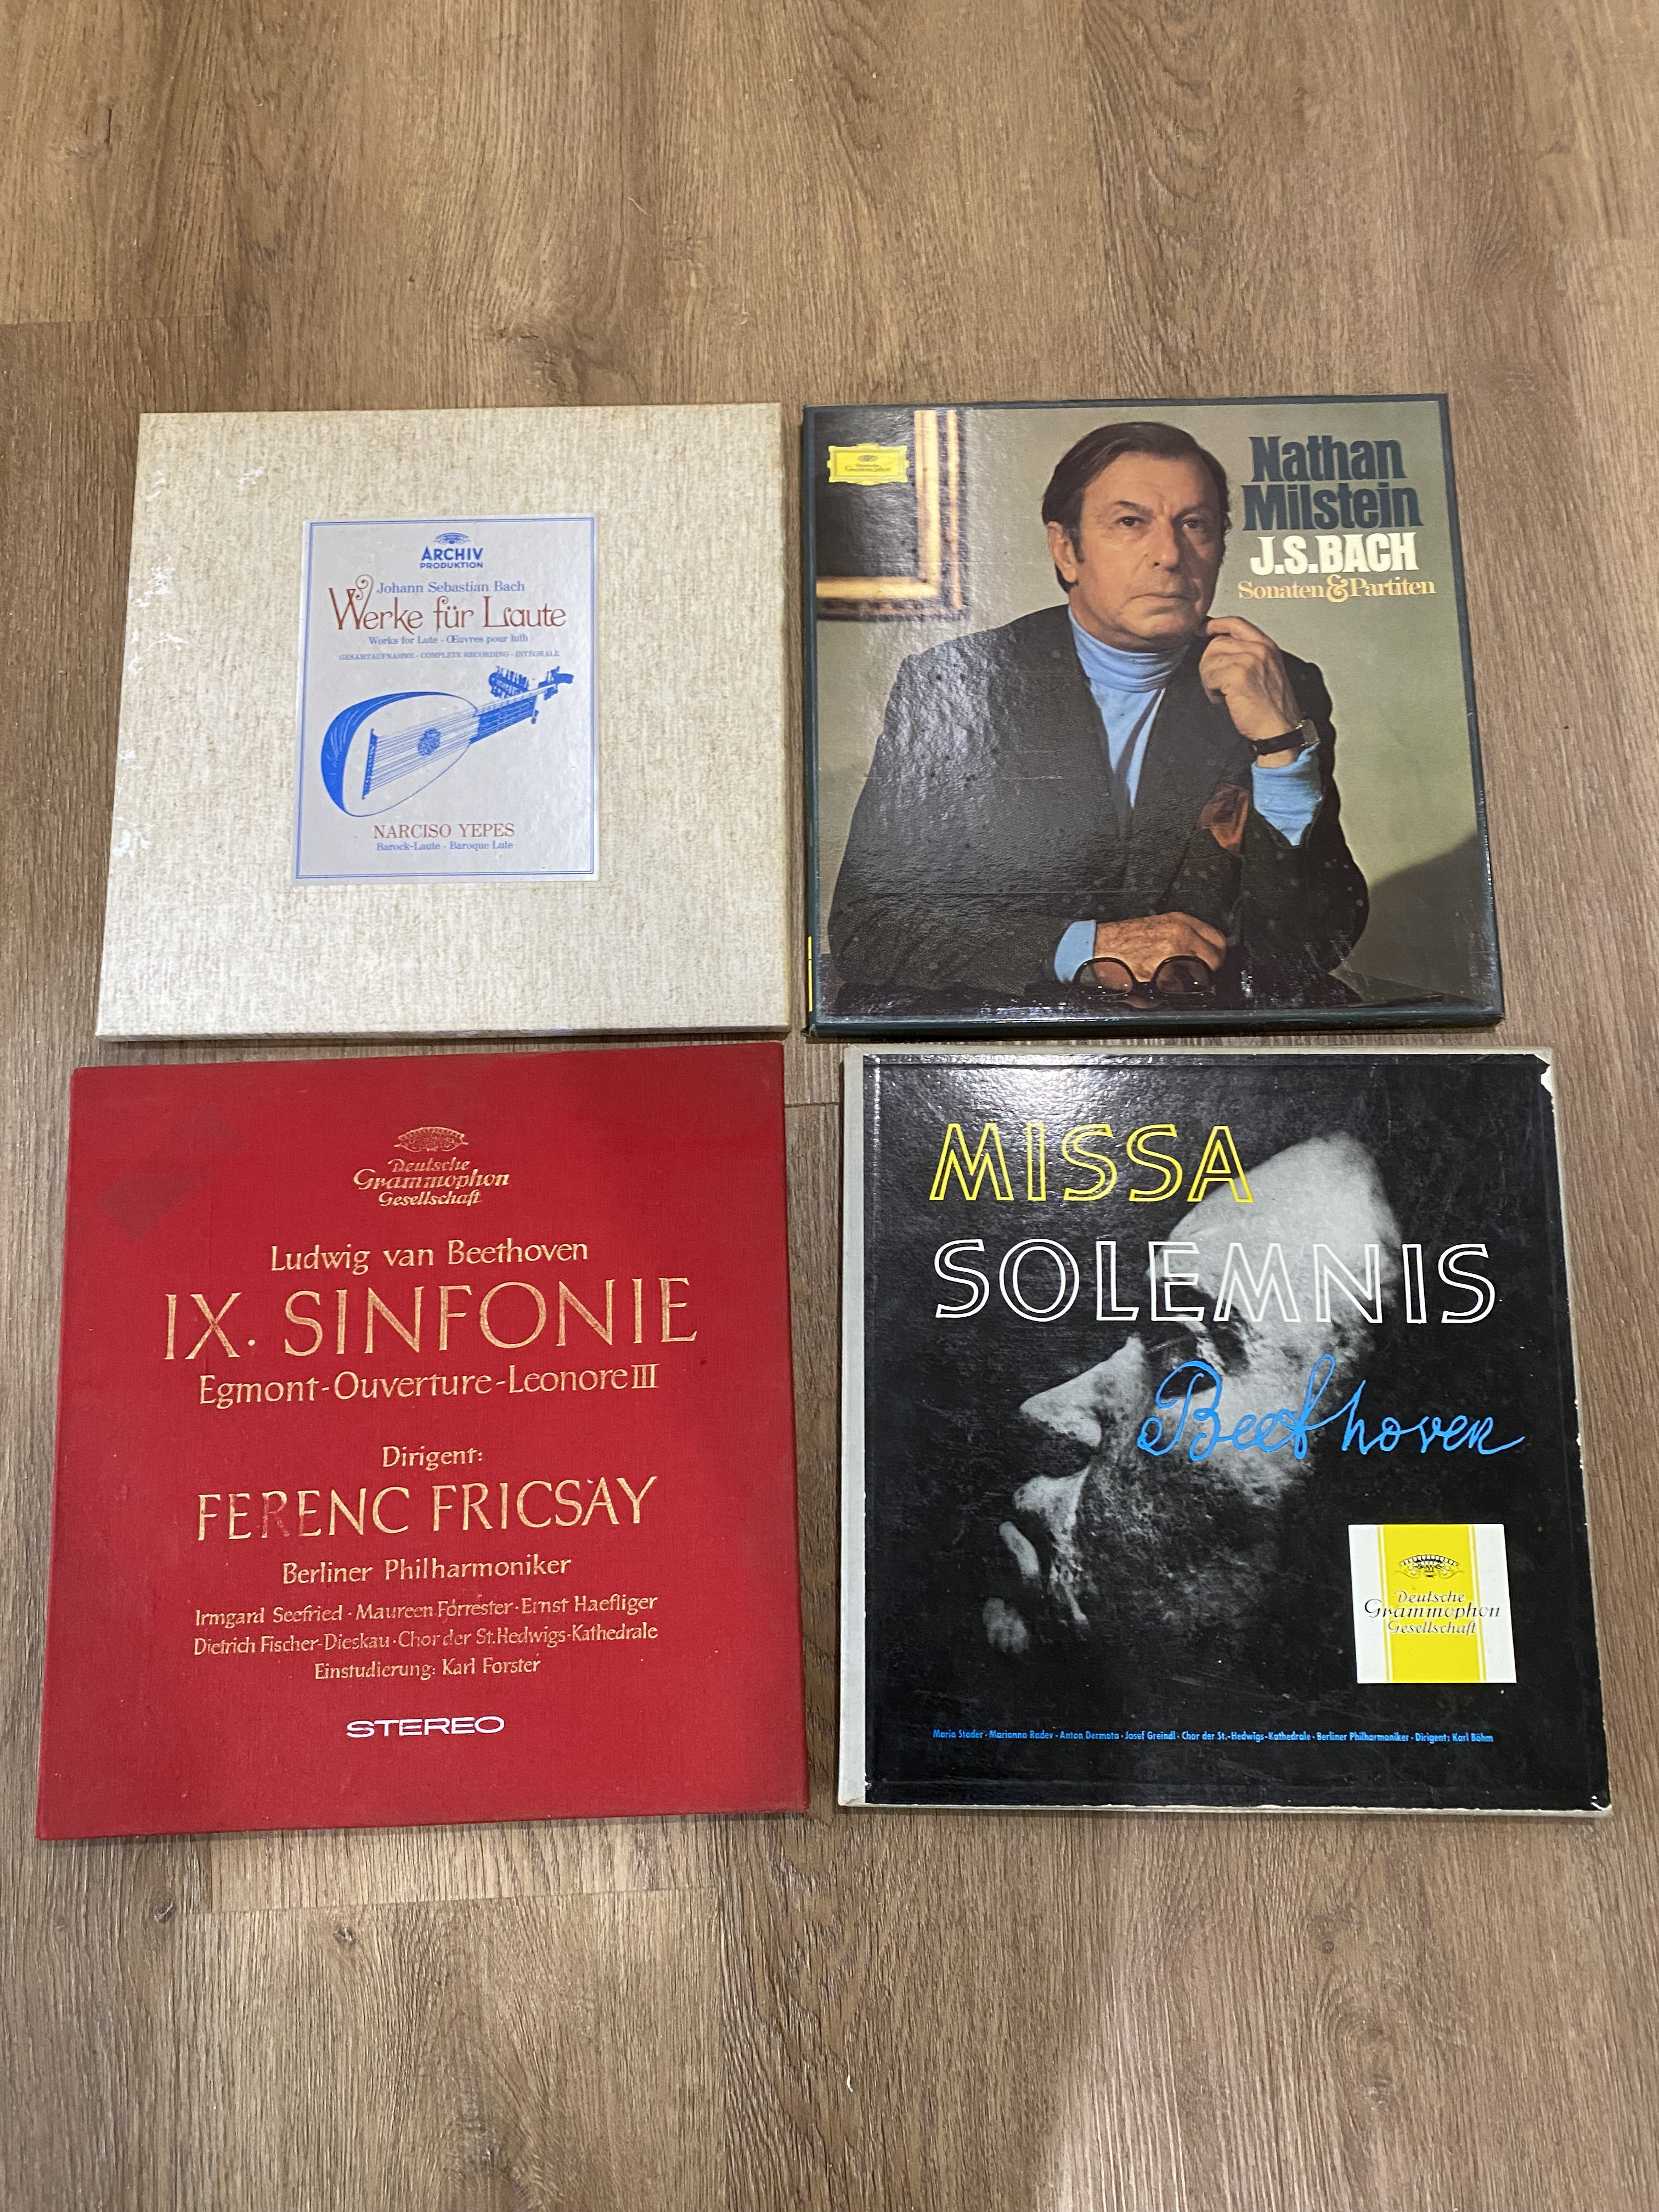 ARCHIV
PRODUKTION
Johann Sebastian Bach
Werke für Laute
Works for Lute - Œuvres pour luth
GESAMTAUFNAHME - COMPLETE RECORDING - INTÉGRALE
NARCISO YEPES
Barock-Laute - Baroque Lute
Deutsche
Grammophon
Nathan
Milstein
J.S.BACH
Sonaten & Partiten
Deutsche
Grammophon
Gesellschaft
Ludwig van Beethoven
IX. SINFONIE
Egmont-Ouverture-Leonore III
Dirigent:
FERENC FRICSAY
Berliner Philharmoniker
Irmgard Seefried · Maureen Forrester · Ernst Haefliger
Dietrich Fischer-Dieskau · Chor der St. Hedwigs-Kathedrale
Einstudierung: Karl Forster
STEREO
MISSA
SOLEMNIS
Beethoven
Deutsche
Grammophon
Gesellschaft
Maria Stader · Marianna Radev · Anton Dermota · Josef Greindl · Chor der St.-Hedwigs-Kathedrale · Berliner Philharmoniker · Dirigent: Karl Böhm